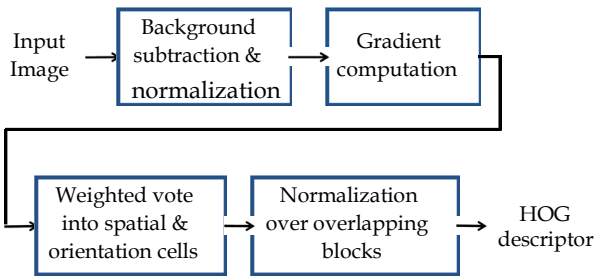 Input
Image
Background
subtraction &
normalization
Gradient
computation
Weighted vote
into spatial &
orientation cells
Normalization
over overlapping
blocks
HOG
descriptor